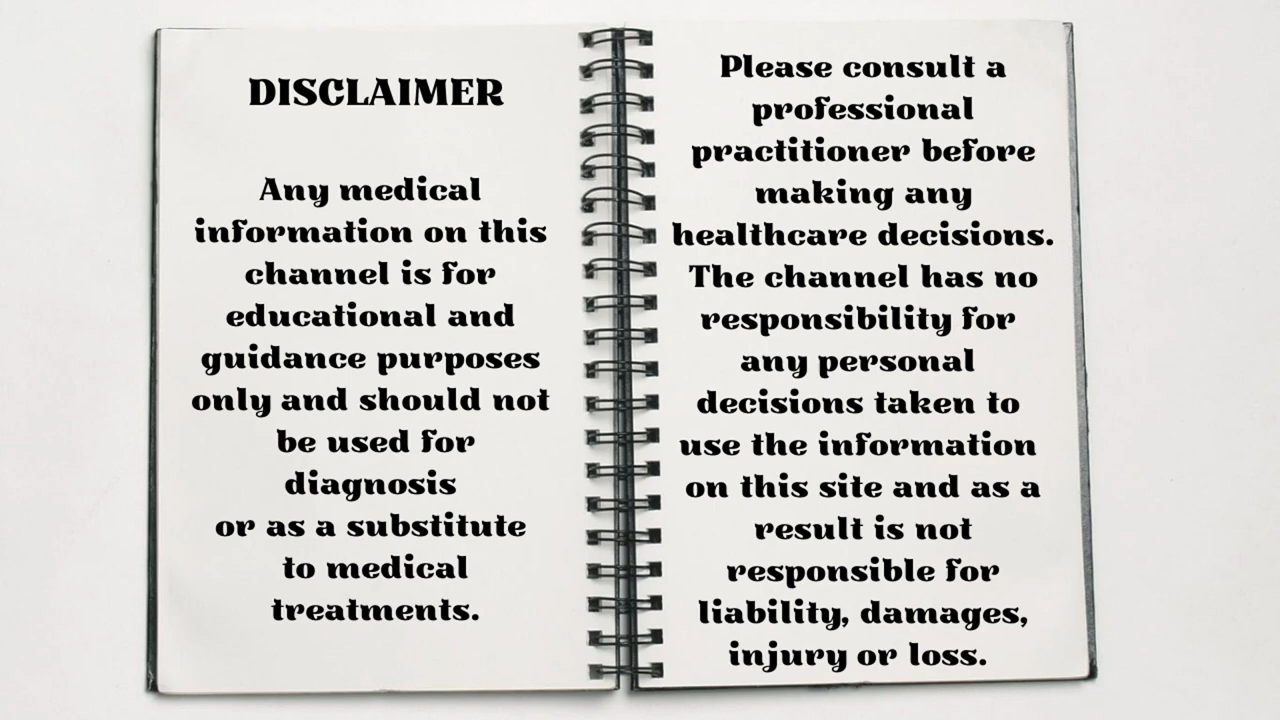 DISCLAIMER
Any medical
information on this
channel is for
educational and
guidance purposes
only and should not
be used for
diagnosis
or as a substitute
to medical
treatments.
Please consult a
professional
practitioner before
making any
healthcare decisions.
The channel has no
responsibility for
any personal
decisions taken to
use the information
on this site and as a
result is not
responsible for
liability, damages,
injury or loss.